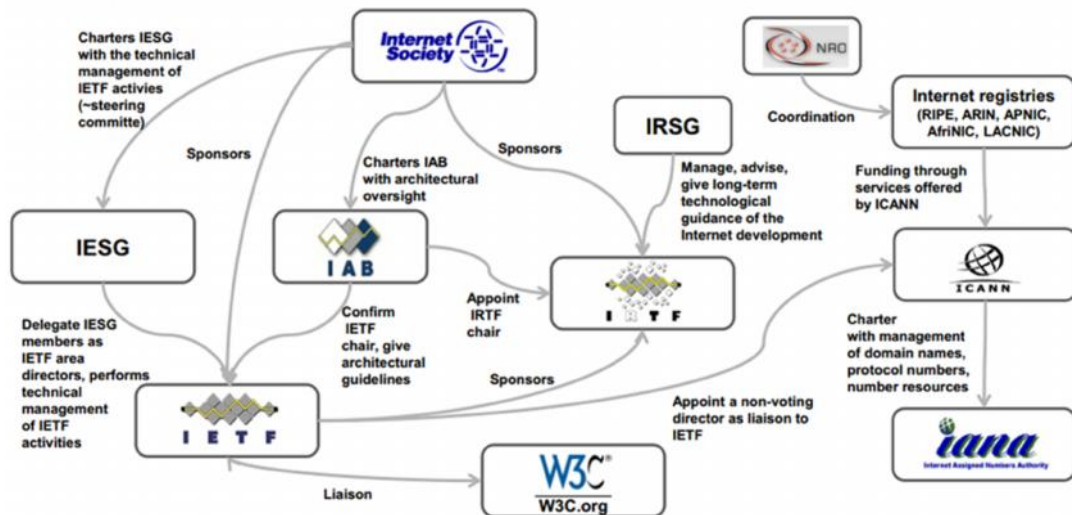 Charters IESG
with the technical
management of
IETF activies
(~steering
committe)
Internet
Society
TM
NRO
Internet registries
(RIPE, ARIN, APNIC,
AfriNIC, LACNIC)
Coordination
IRSG
Sponsors
Charters IAB
with architectural
oversight
Sponsors
Manage, advise,
give long-term
technological
guidance of the
Internet development
Funding through
services offered
by ICANN
IESG
IAB
IRTF
ICANN
Delegate IESG
members as
IETF area
directors, performs
technical
management
of IETF
activities
Confirm
IETF
chair, give
architectural
guidelines
Appoint
IRTF
chair
Sponsors
Charter
with management
of domain names,
protocol numbers,
number resources
Appoint a non-voting
director as liaison to
IETF
IETF
Liaison
W3C®
W3C.org
iana
Internet Assigned Numbers Authority